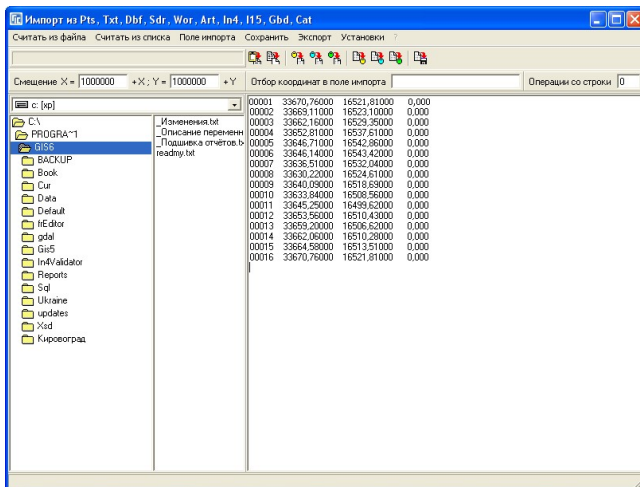 Импорт из Pts, Txt, Dbf, Sdr, Wor, Art, In4, I15, Gbd, Cat
Считать из файла Считать из списка Поле импорта Сохранить Экспорт Установки ?
Смещение X = 1000000 +X ; Y = 1000000 +Y Отбор координат в поле импорта Операции со строки 0
c: [xp]
C:\
PROGRA~1
GIS6
BACKUP
Book
Cur
Data
Default
frEditor
gdal
Gis5
In4Validator
Reports
Sql
Ukraine
updates
Xsd
Кировоград
_Изменения.txt
_Описание переменн
_Подшивка отчётов.tx
readmy.txt
00001 33670,76000 16521,81000 0,000
00002 33669,11000 16523,10000 0,000
00003 33662,16000 16529,35000 0,000
00004 33652,81000 16537,61000 0,000
00005 33646,71000 16542,86000 0,000
00006 33646,14000 16543,42000 0,000
00007 33636,51000 16532,04000 0,000
00008 33630,22000 16524,61000 0,000
00009 33640,09000 16518,69000 0,000
00010 33633,84000 16508,56000 0,000
00011 33645,25000 16499,62000 0,000
00012 33653,56000 16510,43000 0,000
00013 33659,20000 16506,62000 0,000
00014 33662,06000 16510,28000 0,000
00015 33664,58000 16513,51000 0,000
00016 33670,76000 16521,81000 0,000